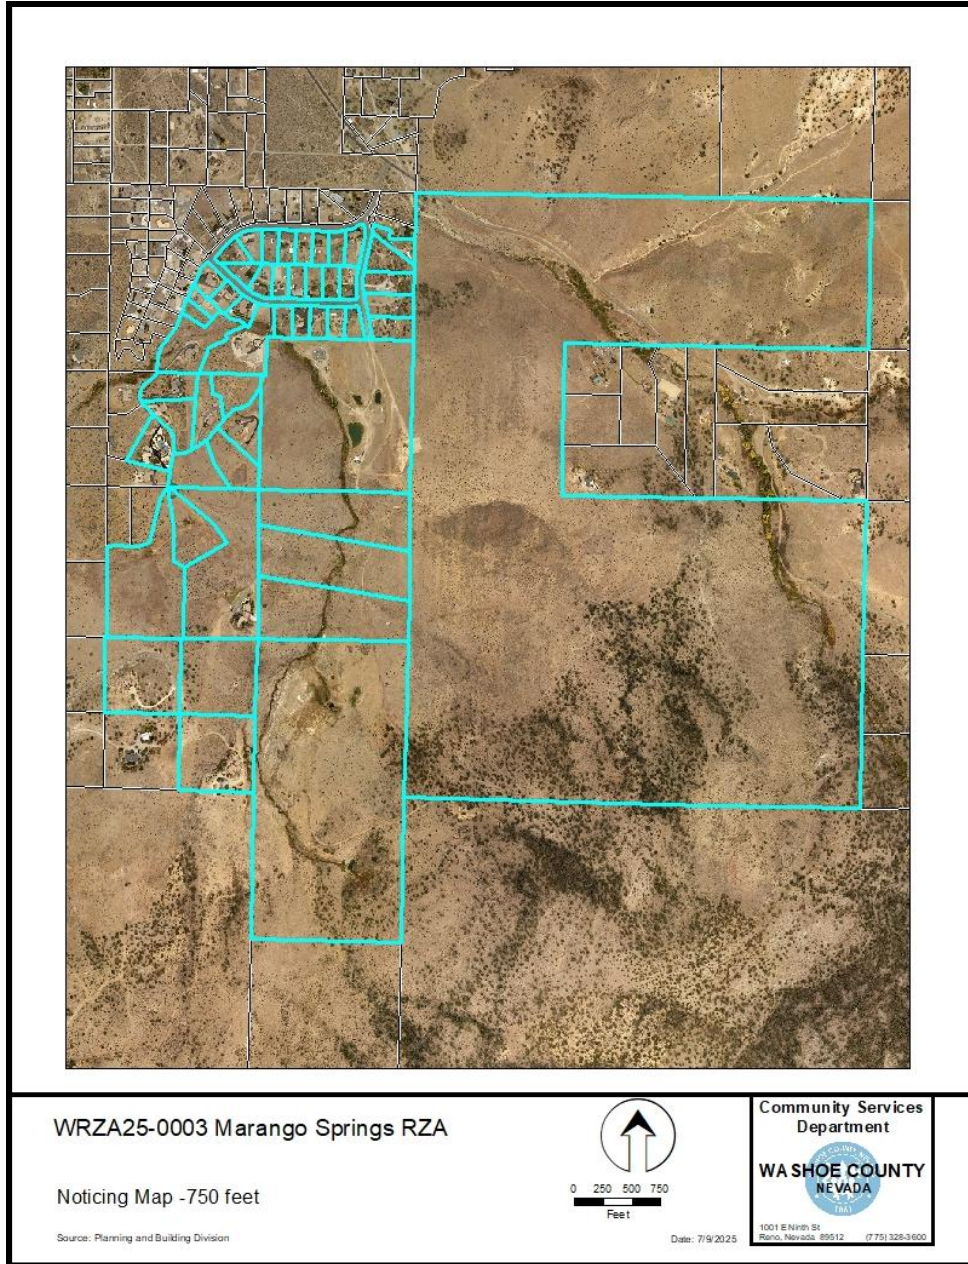 WRZA25-0003 Marango Springs RZA
Noticing Map -750 feet
Source: Planning and Building Division
0 250 500 750
Feet
Date: 7/9/2025
Community Services
Department
WASHOE COUNTY
NEVADA
1861
1001 E Ninth St
Reno, Nevada 89512 (775) 328-3600